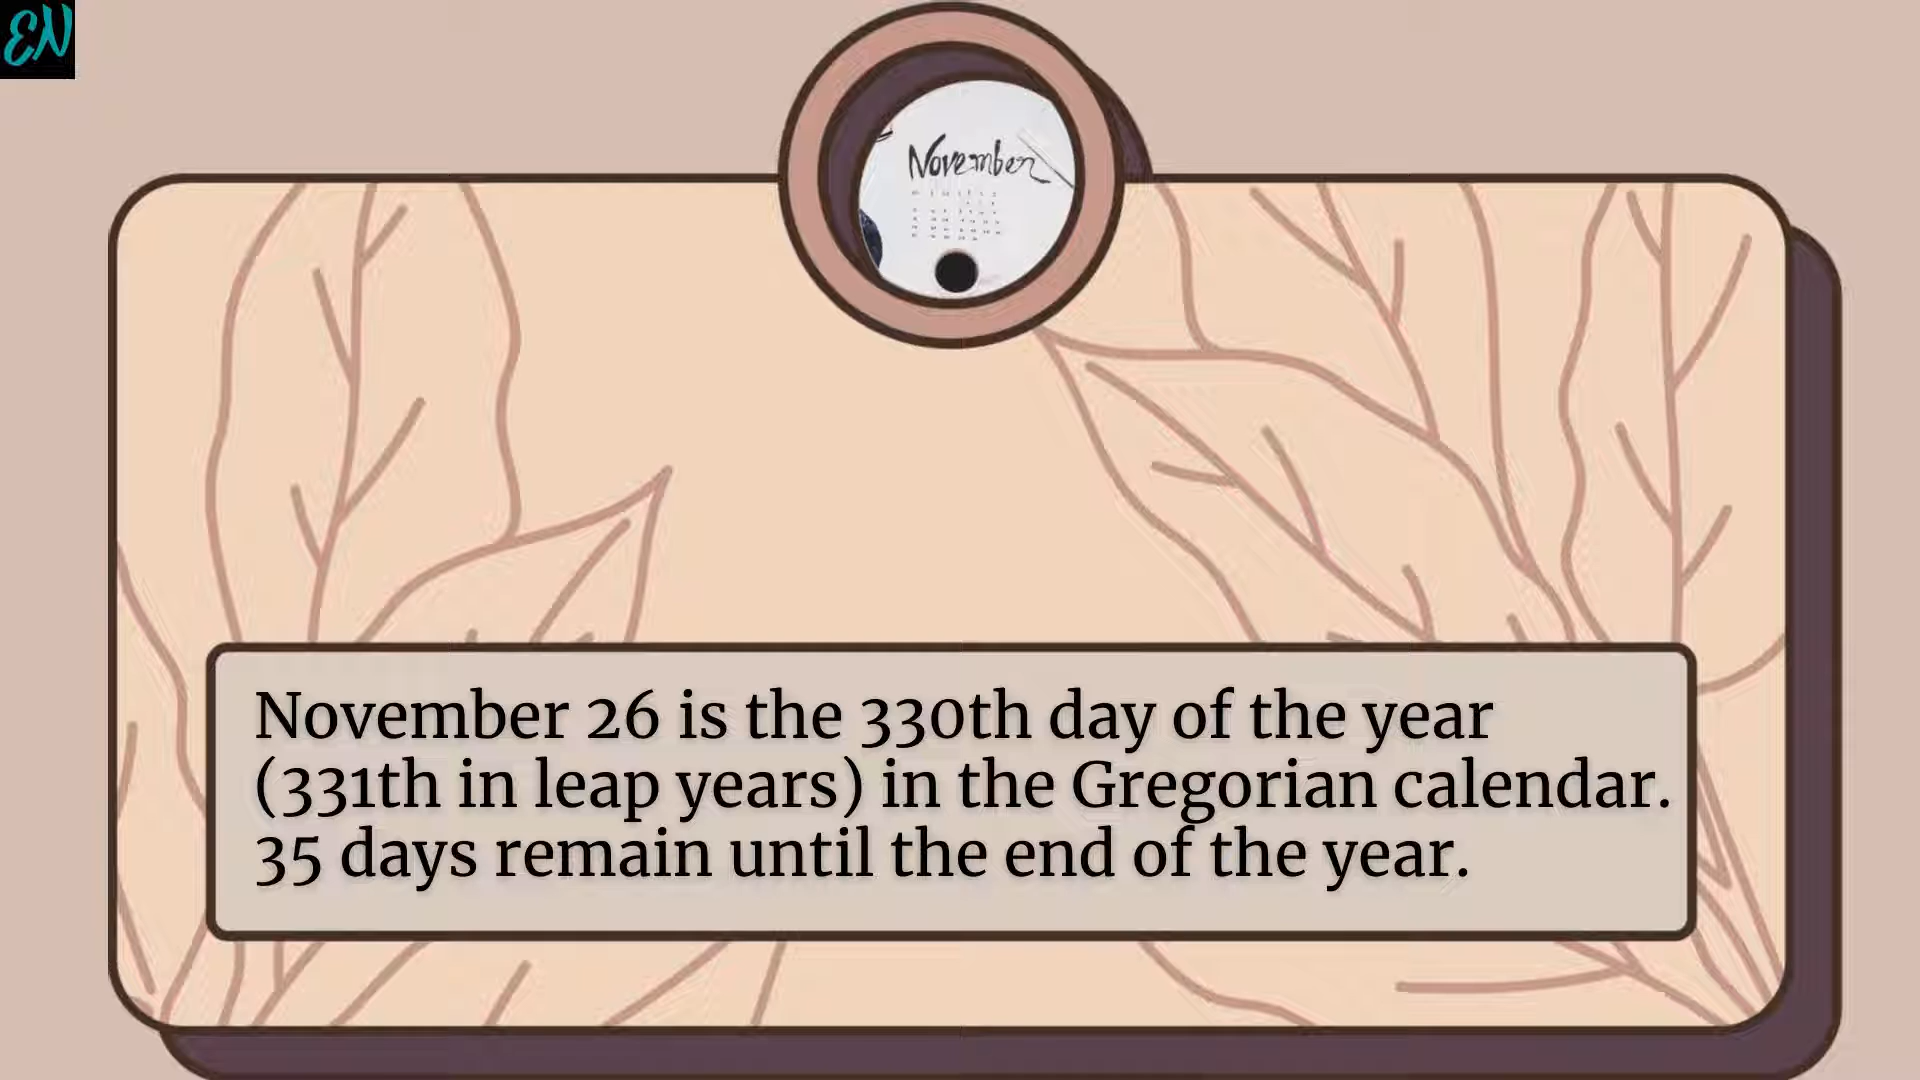 EN
November
November 26 is the 330th day of the year
(331th in leap years) in the Gregorian calendar.
35 days remain until the end of the year.